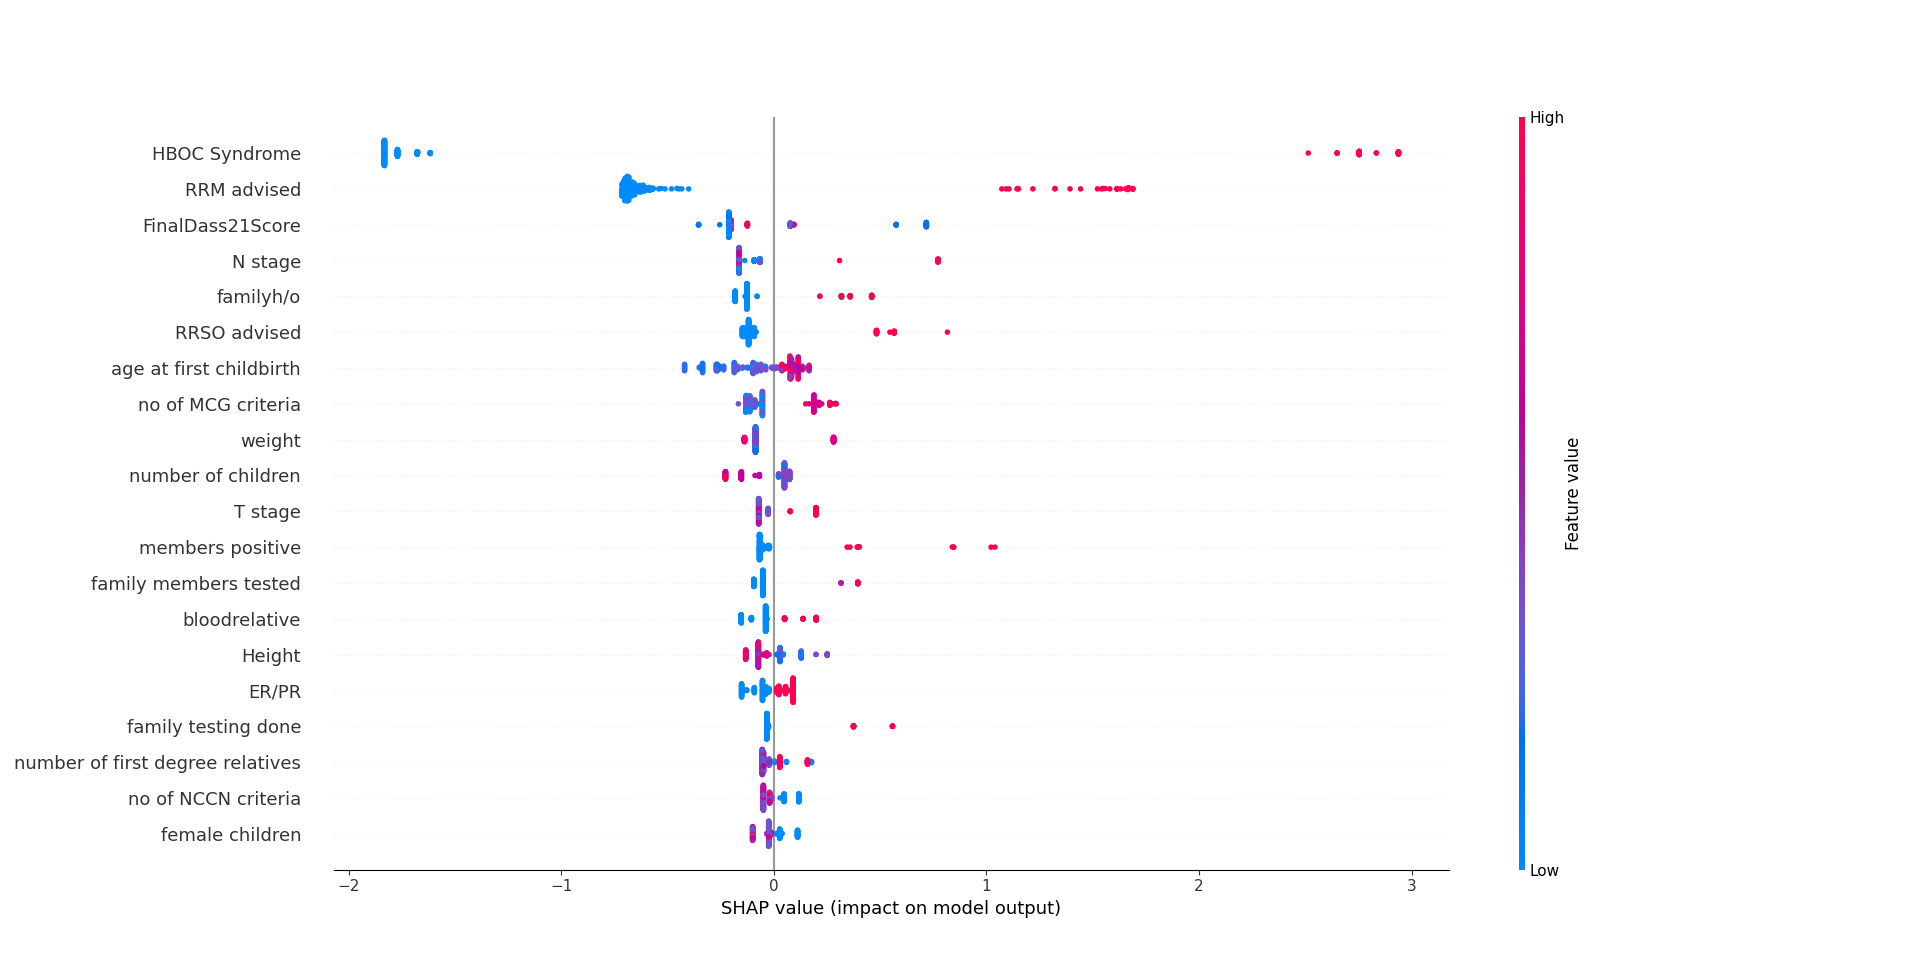 High
HBOC Syndrome
RRM advised
FinalDass21Score
N stage
familyh/o
RRSO advised
age at first childbirth
no of MCG criteria
weight
number of children
T stage
members positive
family members tested
bloodrelative
Height
ER/PR
family testing done
number of first degree relatives
no of NCCN criteria
female children
Feature value
Low
−2 −1 0 1 2 3
SHAP value (impact on model output)